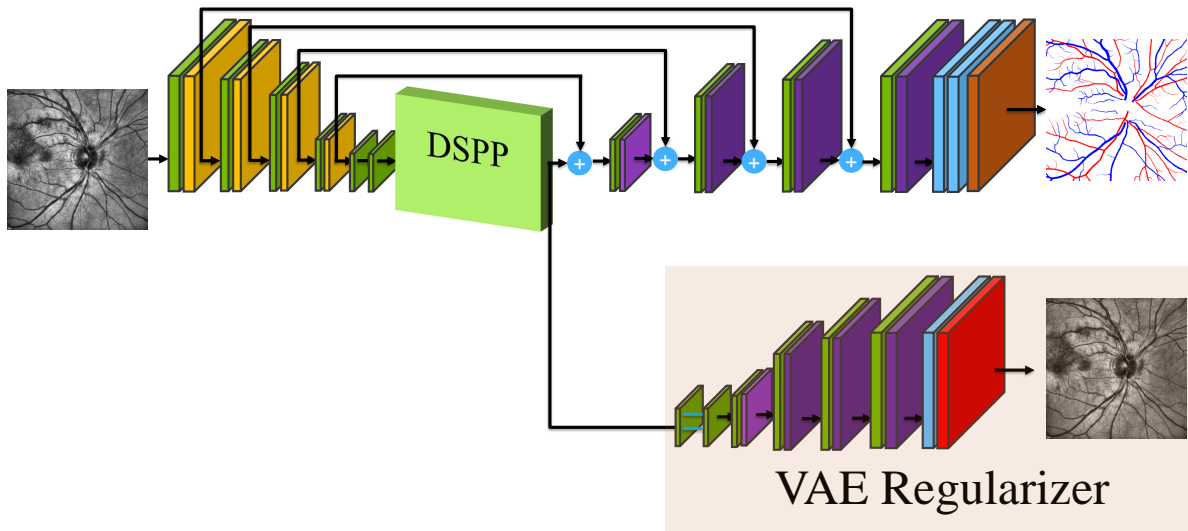 DSPP
+
+
+
+
VAE Regularizer